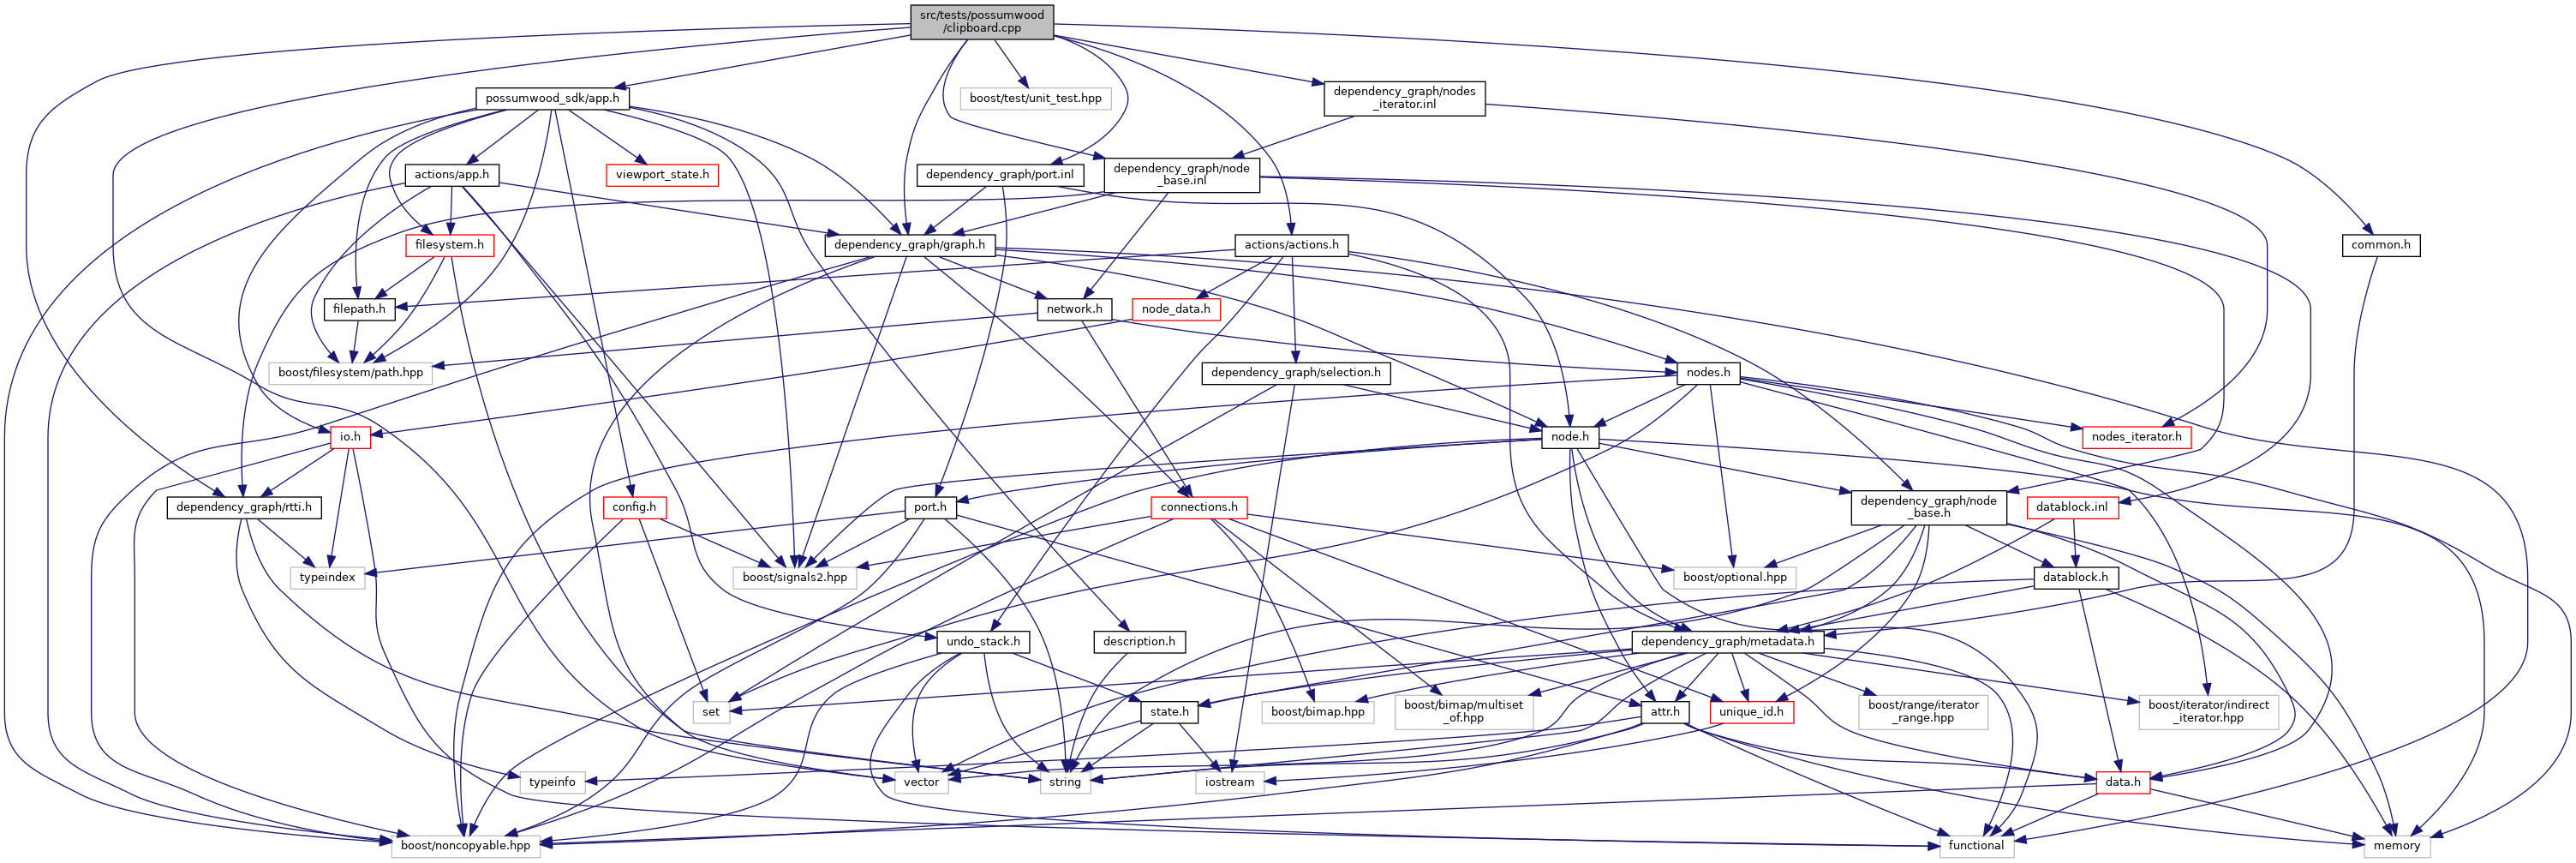 src/tests/possumwood
/clipboard.cpp
possumwood_sdk/app.h
boost/test/unit_test.hpp
dependency_graph/nodes
_iterator.inl
actions/app.h
viewport_state.h
dependency_graph/port.inl
dependency_graph/node
_base.inl
filesystem.h
dependency_graph/graph.h
actions/actions.h
common.h
filepath.h
network.h
node_data.h
boost/filesystem/path.hpp
dependency_graph/selection.h
nodes.h
io.h
node.h
nodes_iterator.h
dependency_graph/rtti.h
config.h
port.h
connections.h
dependency_graph/node
_base.h
datablock.inl
typeindex
boost/signals2.hpp
boost/optional.hpp
datablock.h
undo_stack.h
description.h
dependency_graph/metadata.h
set
state.h
boost/bimap.hpp
boost/bimap/multiset
_of.hpp
attr.h
unique_id.h
boost/range/iterator
_range.hpp
boost/iterator/indirect
_iterator.hpp
typeinfo
vector
string
iostream
data.h
boost/noncopyable.hpp
functional
memory